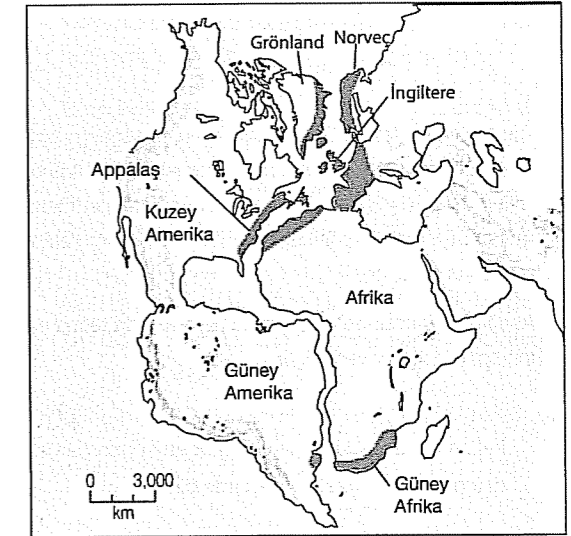 Grönland
Norveç
İngiltere
Appalaş
Kuzey
Amerika
Afrika
Güney
Amerika
0 3,000
km
Güney
Afrika